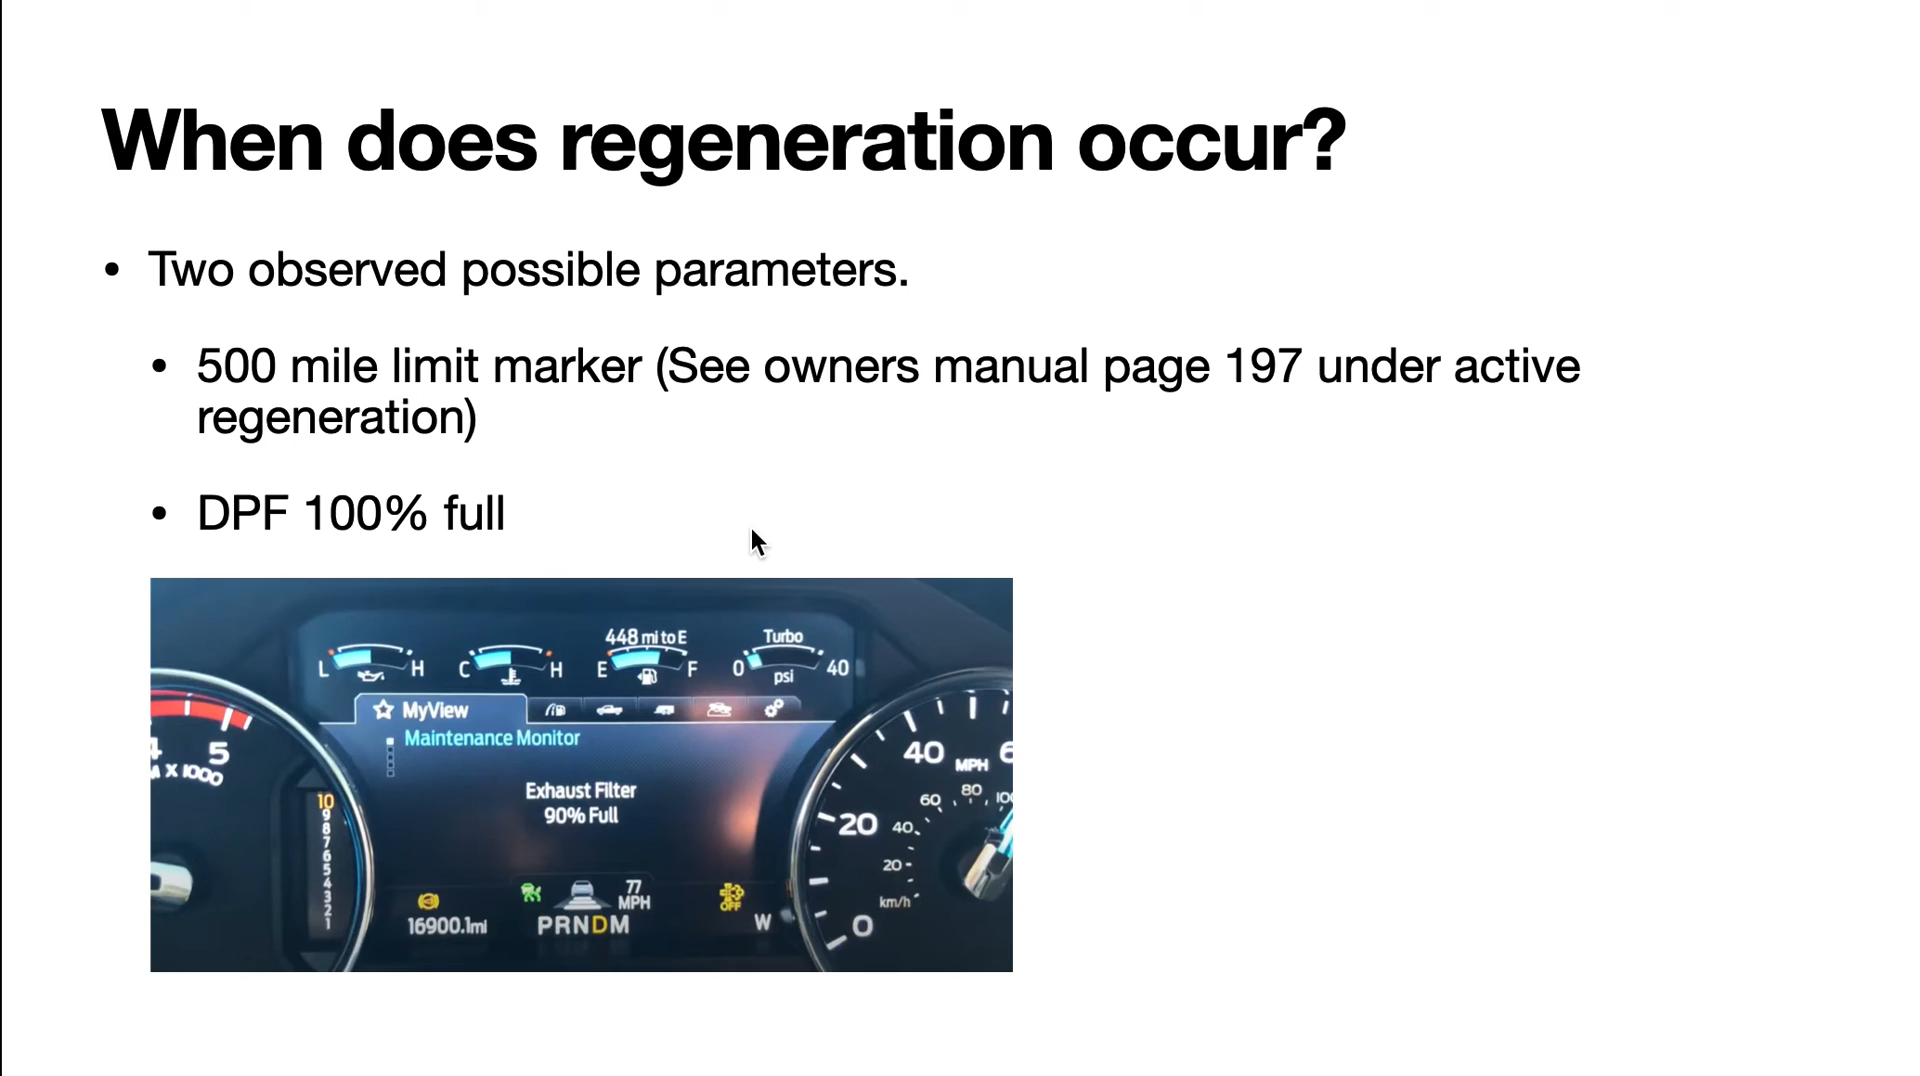 When does regeneration occur?
• Two observed possible parameters.
• 500 mile limit marker (See owners manual page 197 under active
regeneration)
• DPF 100% full
448 mi to E
Turbo
L H C H E F 0 40
psi
MyView
Maintenance Monitor
Exhaust Filter
90% Full
4 5
X 1000
10
9
8
7
6
5
4
3
2
1
77
MPH
OFF
16900.1mi
PRNDM
W
40
MPH
60 80 100
20 40
20
km/h
0